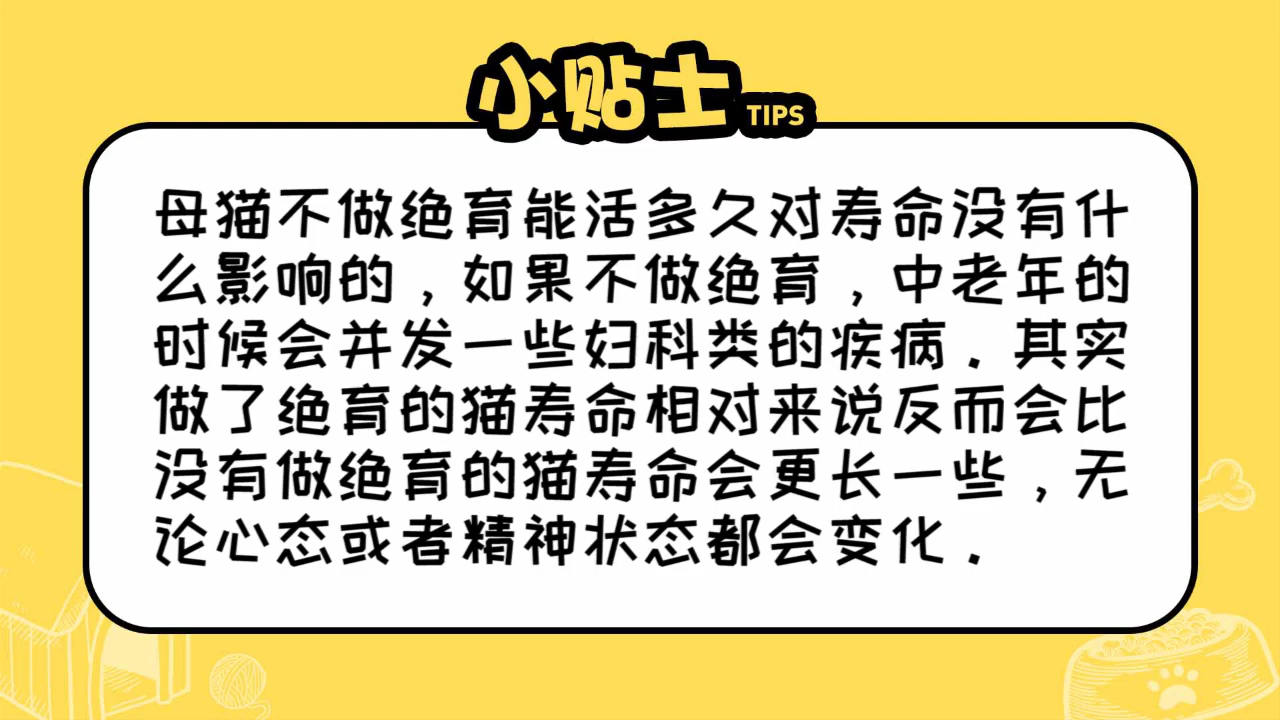 小贴士 TIPS
母猫不做绝育能活多久对寿命没有什
么影响的，如果不做绝育，中老年的
时候会并发一些妇科类的疾病。其实
做了绝育的猫寿命相对来说反而会比
没有做绝育的猫寿命会更长一些，无
论心态或者精神状态都会变化。